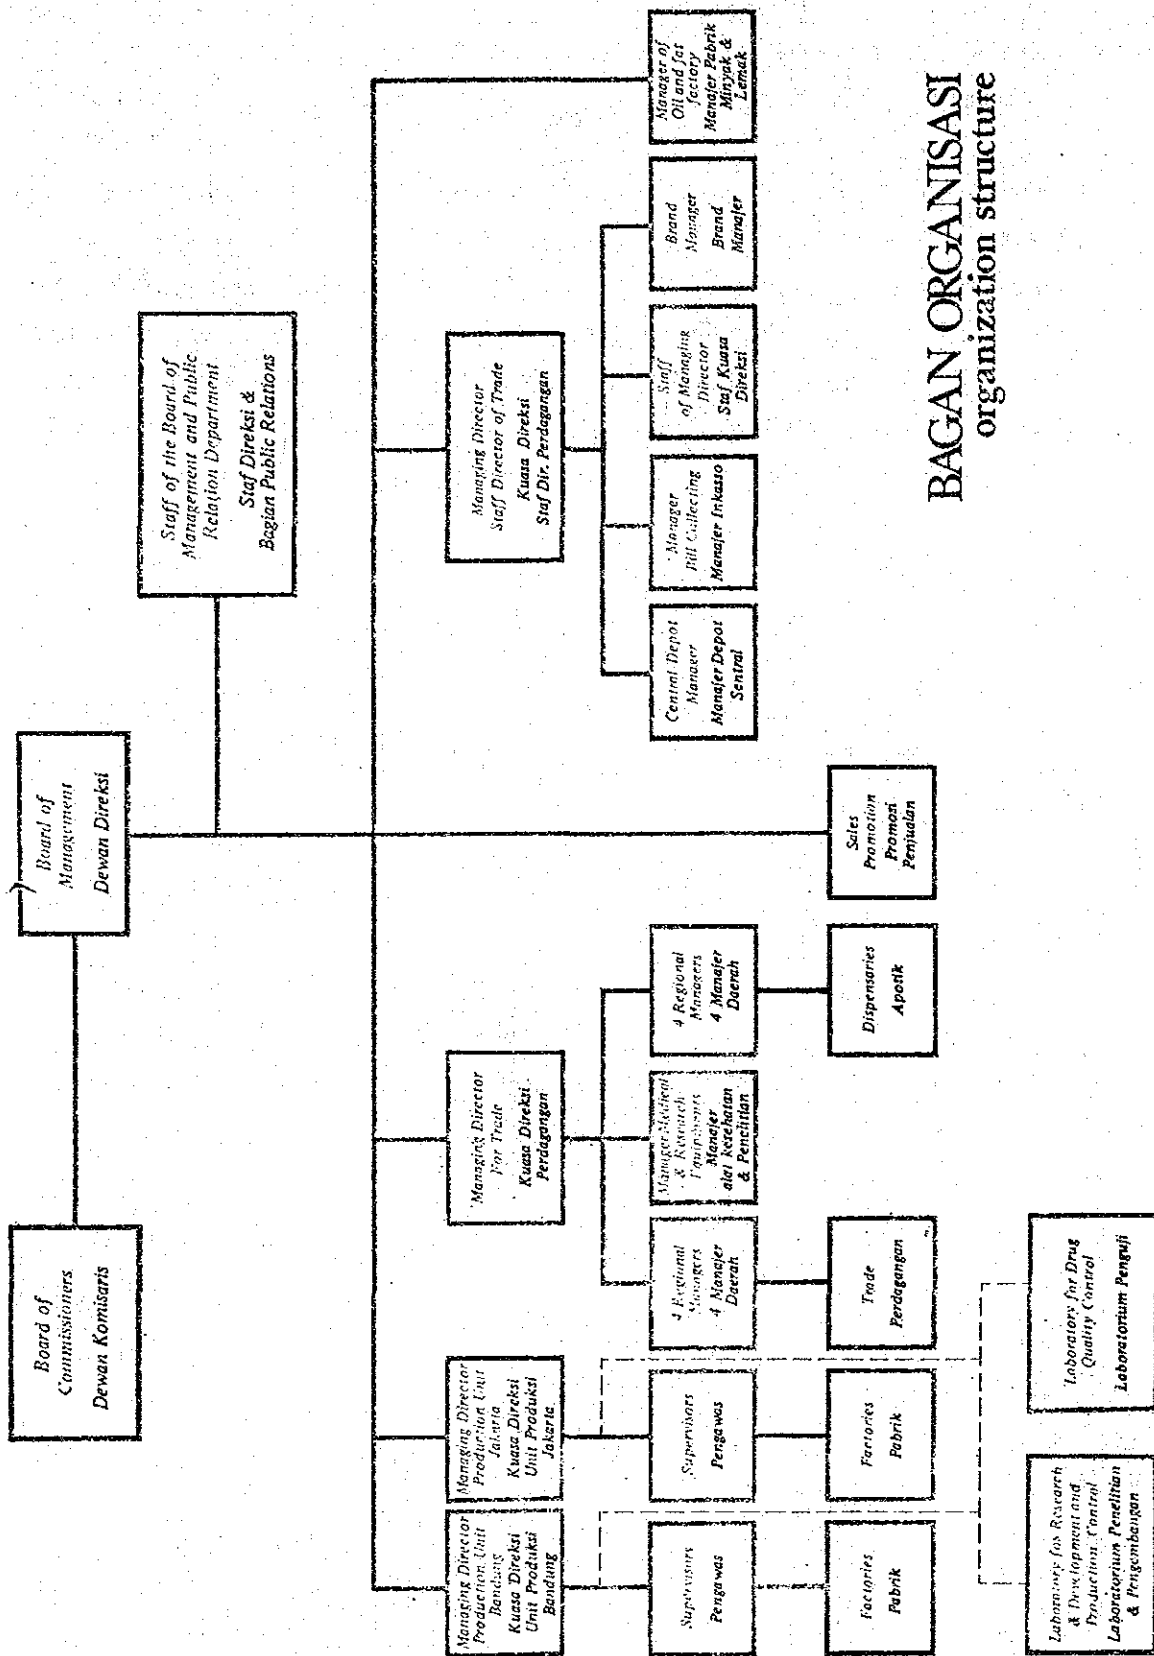 Board of
Commissioners
Dewan Komisaris
Board of
Management
Dewan Direksi
Staff of the Board of
Management and Public
Relation Department
Staf Direksi &
Bagian Public Relations
Managing Director
Production Unit
Bandung
Kuasa Direksi
Unit Produksi
Bandung
Managing Director
Production Unit
Jakarta
Kuasa Direksi
Unit Produksi
Jakarta
Managing Director
For Trade
Kuasa Direksi
Perdagangan
Managing Director
Staff Director of Trade
Kuasa Direksi
Staf Dir. Perdagangan
Supervisors
Pengawas
Supervisors
Pengawas
4 Regional
Managers
4 Manajer
Daerah
Manager Medical
& Research
Equipments
Manajer
alat kesehatan
& Penelitian
4 Regional
Managers
4 Manajer
Daerah
Central Depot
Manager
Manajer Depot
Sentral
Manager
Bill Collecting
Manajer Inkasso
Staff
of Managing
Director
Staf Kuasa
Direksi
Brand
Manager
Brand
Manajer
Manager of
Oil and fat
factory
Manajer Pabrik
Minyak &
Lemak
Factories
Pabrik
Factories
Pabrik
Trade
Perdagangan
Dispensaries
Apotik
Sales
Promotion
Promosi
Penjualan
Laboratory for Research
& Development and
Production Control
Laboratorium Penelitian
& Pengembangan
Laboratory for Drug
Quality Control
Laboratorium Penguji
BAGAN ORGANISASI
organization structure